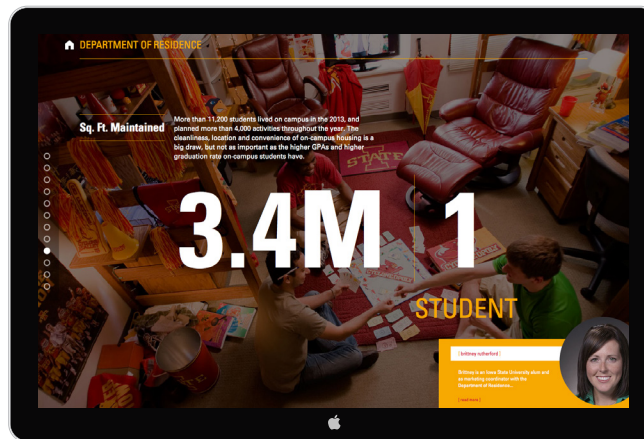 DEPARTMENT OF RESIDENCE
Sq. Ft. Maintained
More than 11,200 students lived on campus in the 2013, and
planned more than 4,000 activities throughout the year. The
cleanliness, location and convenience of on-campus housing is a
big draw, but not as important as the higher GPAs and higher
graduation rate on-campus students have.
STATE
3.4M 1
STUDENT
[ brittney rutherford ]
Brittney is an Iowa State University alum and
as marketing coordinator with the
Department of Residence...
[ read more ]